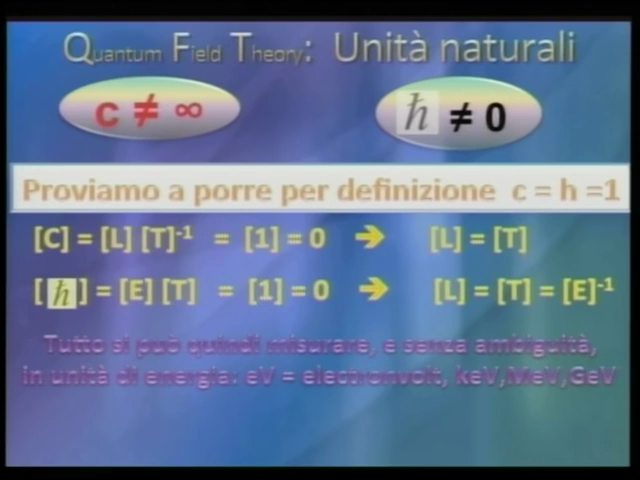 Quantum Field Theory: Unità naturali
c ≠ ∞
ℏ ≠ 0
Proviamo a porre per definizione c = h =1
[C] = [L] [T]⁻¹ = [1] = 0 ➔ [L] = [T]
[ℏ] = [E] [T] = [1] = 0 ➔ [L] = [T] = [E]⁻¹
Tutto si può quindi misurare, e senza ambiguità,
in unità di energia: eV = electronvolt, keV,MeV,GeV